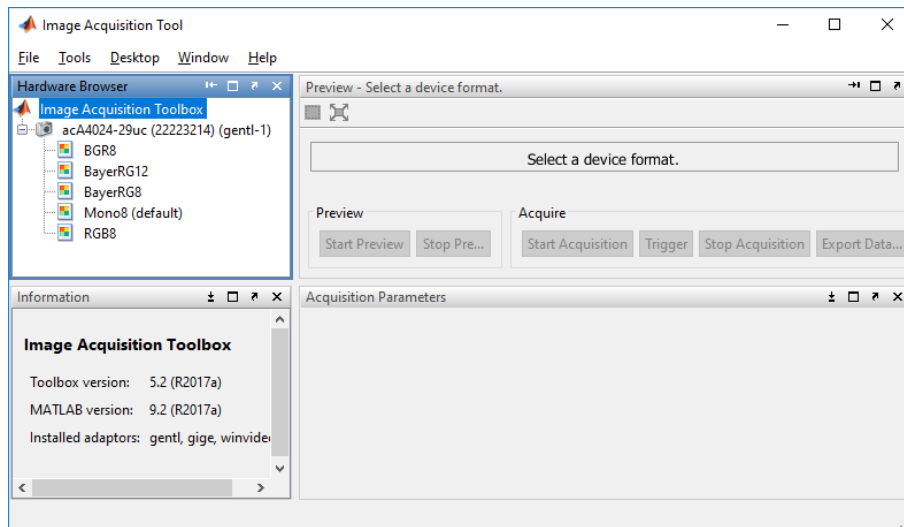 Image Acquisition Tool
File Tools Desktop Window Help
Hardware Browser
Image Acquisition Toolbox
acA4024-29uc (22223214) (gentl-1)
BGR8
BayerRG12
BayerRG8
Mono8 (default)
RGB8
Preview - Select a device format.
Select a device format.
Preview
Start Preview Stop Pre...
Acquire
Start Acquisition Trigger Stop Acquisition Export Data...
Information
Image Acquisition Toolbox
Toolbox version: 5.2 (R2017a)
MATLAB version: 9.2 (R2017a)
Installed adaptors: gentl, gige,
Acquisition Parameters